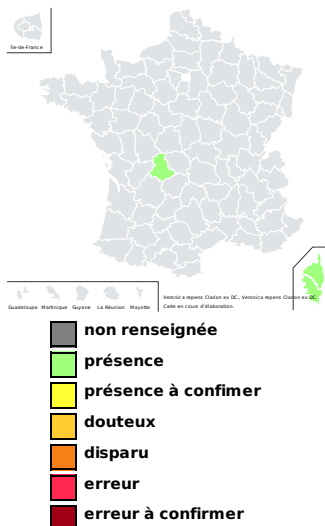 Île-de-France
Guadeloupe Martinique Guyane La Réunion Mayotte
Veronica repens Clarion ex DC., Veronica repens Clarion ex DC.
Carte en cours d'élaboration.
non renseignée
présence
présence à confimer
douteux
disparu
erreur
erreur à confirmer